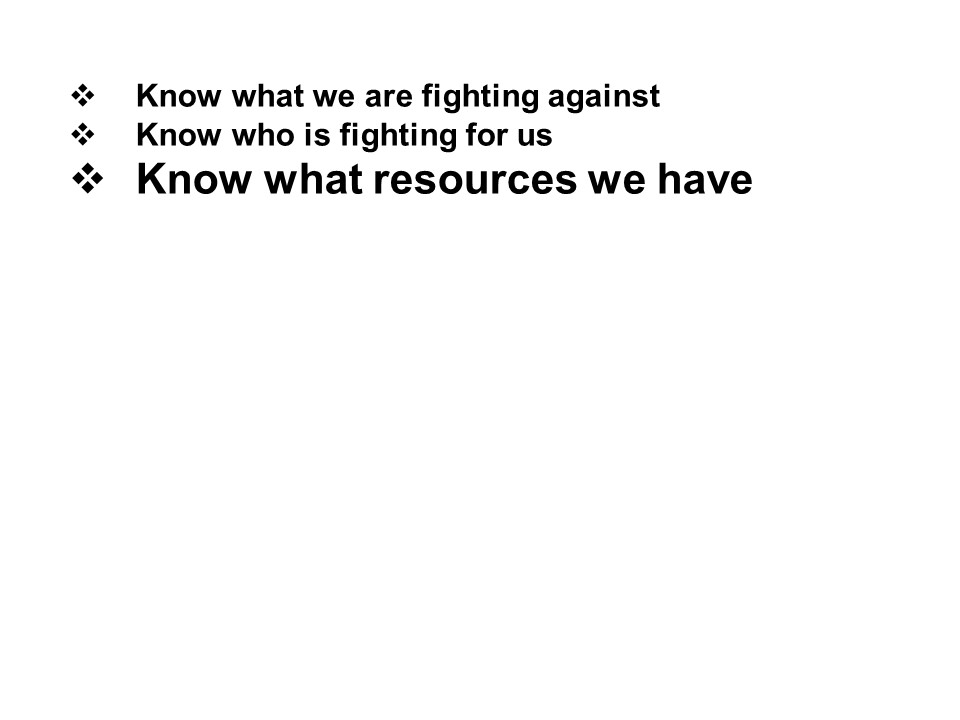 ❖ Know what we are fighting against
❖ Know who is fighting for us
❖ Know what resources we have